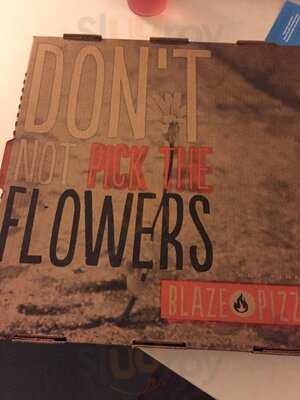 DON'T
NOT PICK THE
FLOWERS
BLAZE PIZZ